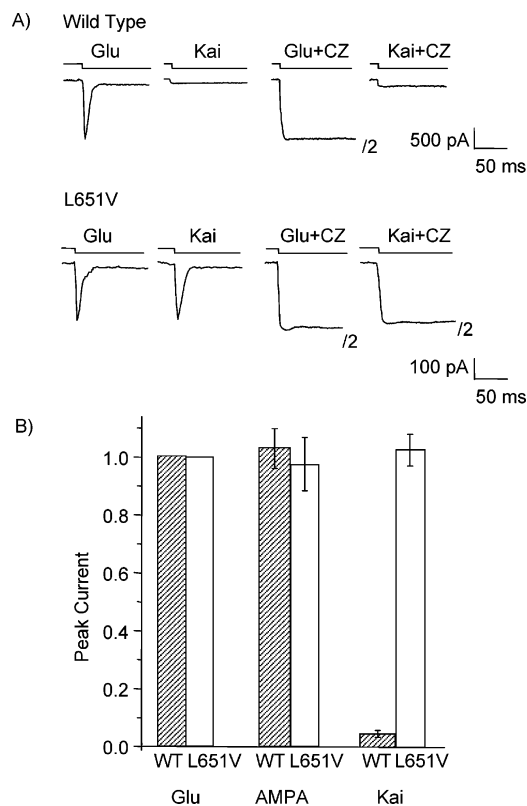 A)
Wild Type
Glu Kai Glu+CZ Kai+CZ
/2
500 pA
50 ms
L651V
Glu Kai Glu+CZ Kai+CZ
/2
/2
100 pA
50 ms
B)
Peak Current
1.0
0.8
0.6
0.4
0.2
0.0
WT L651V WT L651V WT L651V
Glu AMPA Kai